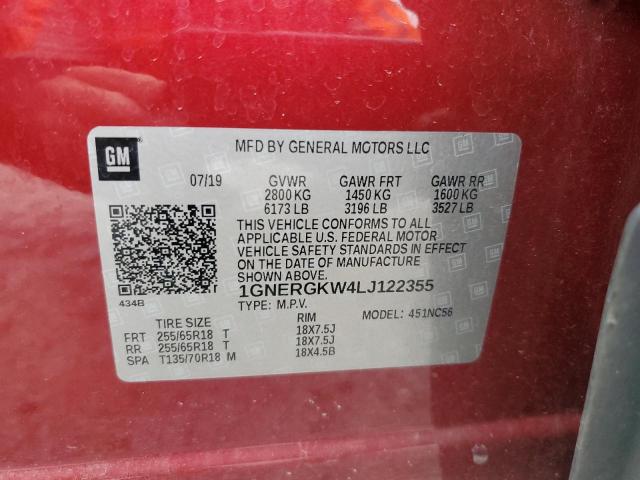 GM
MFD BY GENERAL MOTORS LLC
07/19 GVWR GAWR FRT GAWR RR
2800 KG 1450 KG 1600 KG
6173 LB 3196 LB 3527 LB
THIS VEHICLE CONFORMS TO ALL
APPLICABLE U.S. FEDERAL MOTOR
VEHICLE SAFETY STANDARDS IN EFFECT
ON THE DATE OF MANUFACTURE
SHOWN ABOVE.
434B
1GNERGKW4LJ122355
TYPE: M.P.V.
TIRE SIZE RIM MODEL: 451NC56
FRT 255/65R18 T 18X7.5J
RR 255/65R18 T 18X7.5J
SPA T135/70R18 M 18X4.5B